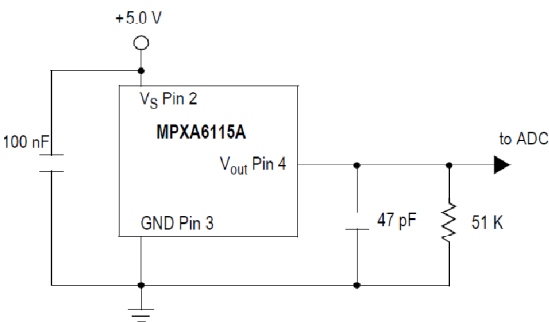 +5.0 V
VS Pin 2
MPXA6115A
100 nF
to ADC
Vout Pin 4
GND Pin 3
47 pF
51 K